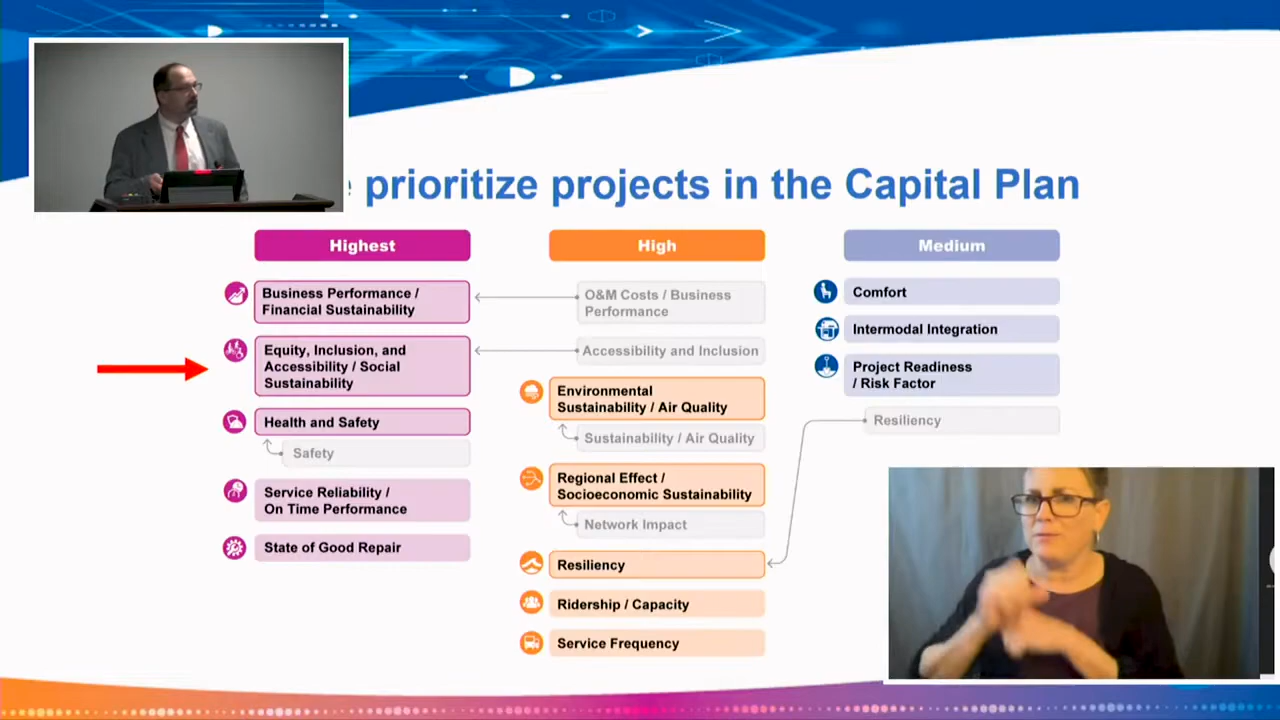 prioritize projects in the Capital Plan
Highest
Business Performance /
Financial Sustainability
Equity, Inclusion, and
Accessibility / Social
Sustainability
Health and Safety
Safety
Service Reliability /
On Time Performance
State of Good Repair
High
O&M Costs / Business
Performance
Accessibility and Inclusion
Environmental
Sustainability / Air Quality
Sustainability / Air Quality
Regional Effect /
Socioeconomic Sustainability
Network Impact
Resiliency
Ridership / Capacity
Service Frequency
Medium
Comfort
Intermodal Integration
Project Readiness
/ Risk Factor
Resiliency